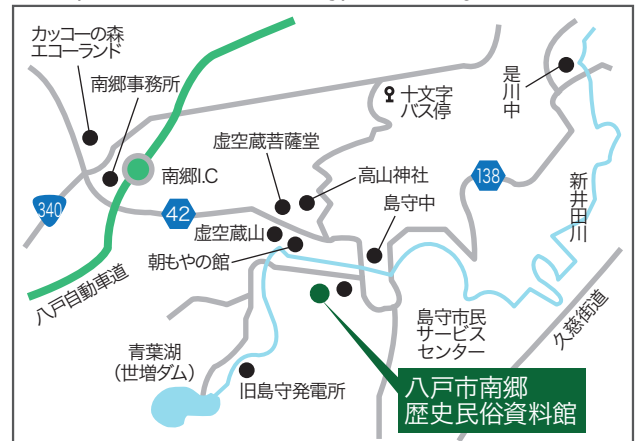 カッコーの森
エコーランド
南郷事務所
十文字
バス停
是川中
虚空蔵菩薩堂
南郷I.C
高山神社
138
島守中
340
42
新井田川
虚空蔵山
朝もやの館
八戸自動車道
島守市民
サービス
センター
久慈街道
青葉湖
(世増ダム)
旧島守発電所
八戸市南郷
歴史民俗資料館